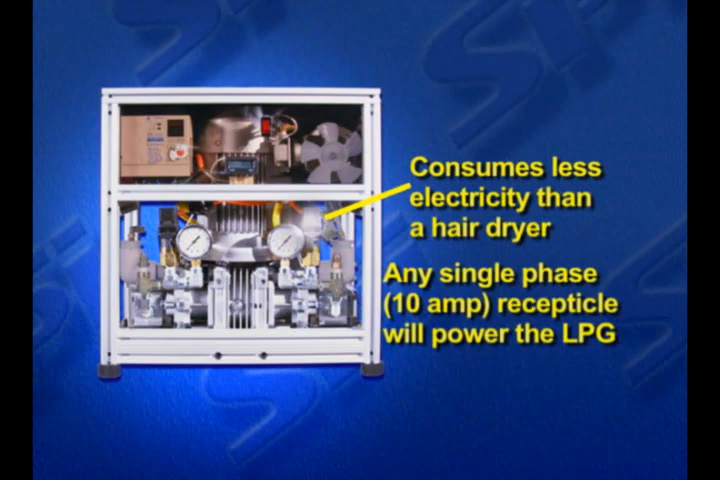 Consumes less
electricity than
a hair dryer
Any single phase
(10 amp) recepticle
will power the LPG